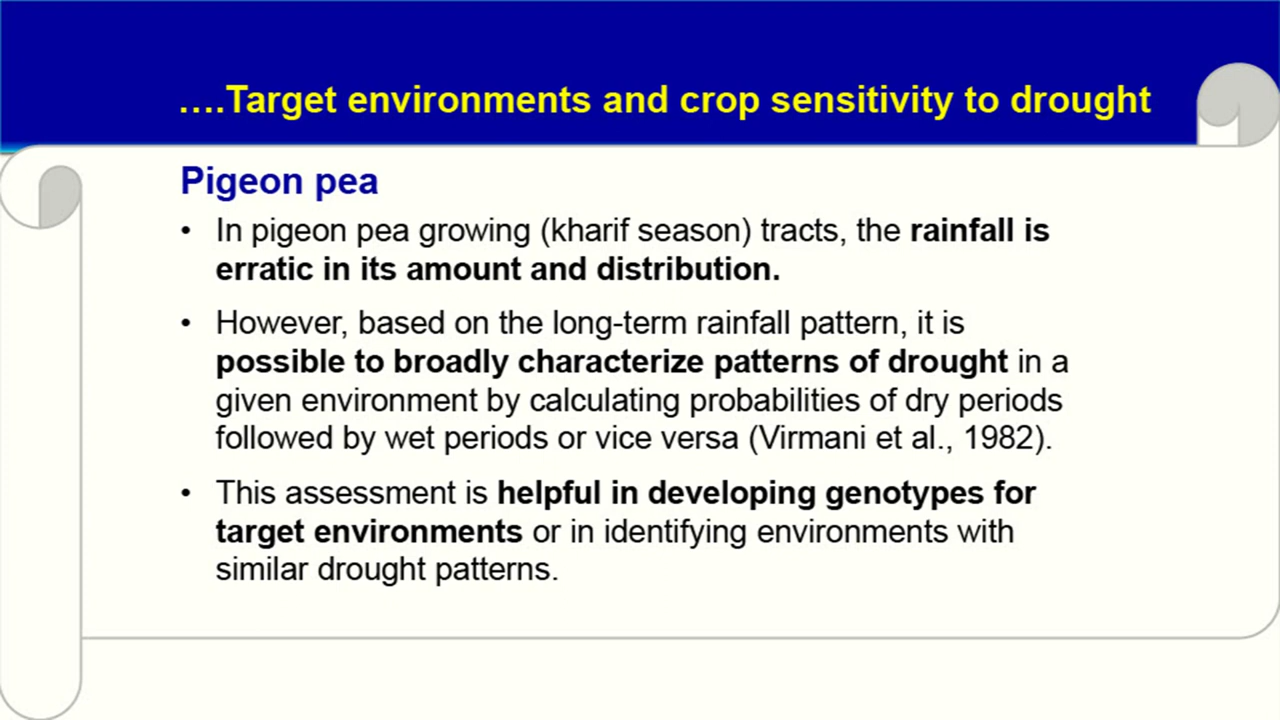 ....Target environments and crop sensitivity to drought
Pigeon pea
• In pigeon pea growing (kharif season) tracts, the rainfall is
erratic in its amount and distribution.
• However, based on the long-term rainfall pattern, it is
possible to broadly characterize patterns of drought in a
given environment by calculating probabilities of dry periods
followed by wet periods or vice versa (Virmani et al., 1982).
• This assessment is helpful in developing genotypes for
target environments or in identifying environments with
similar drought patterns.